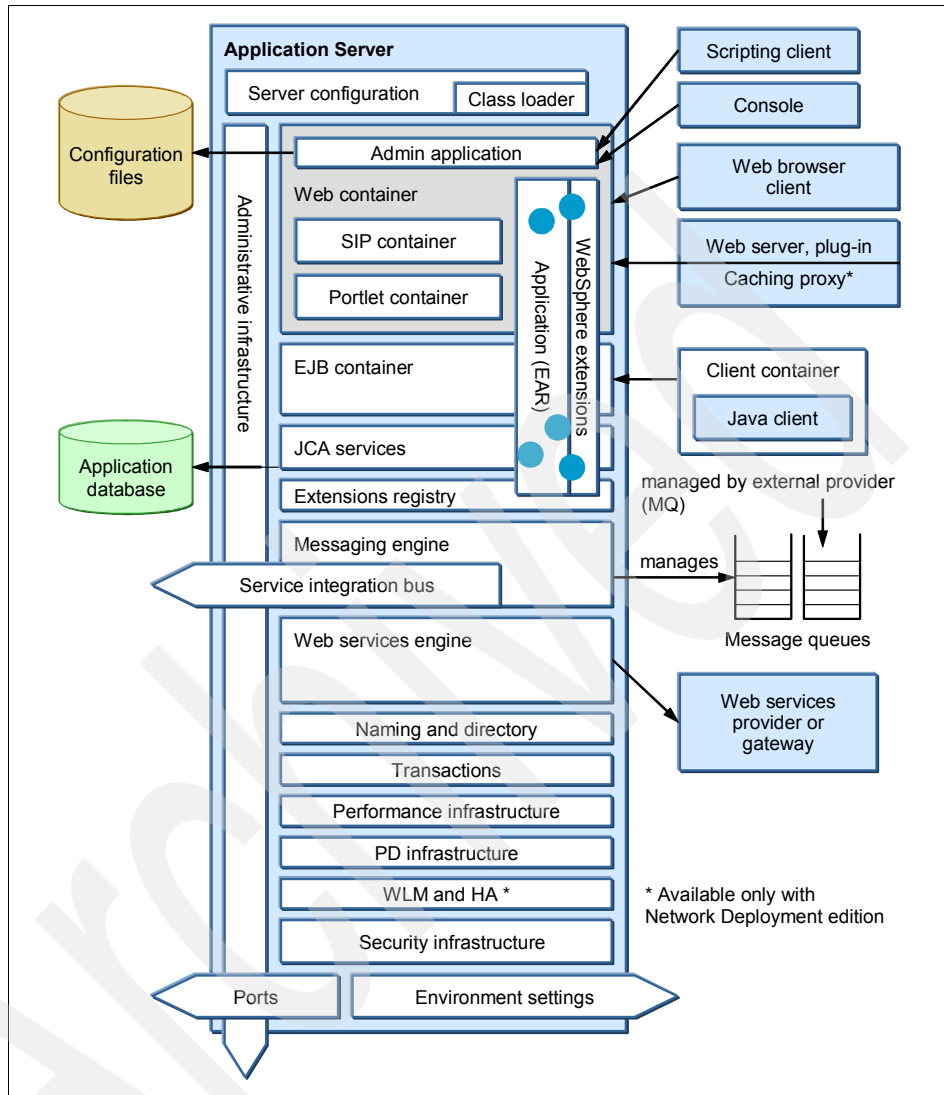 Application Server
Server configuration
Class loader
Scripting client
Console
Configuration
files
Admin application
Web container
SIP container
Portlet container
Administrative infrastructure
Application (EAR)
WebSphere extensions
Web browser
client
Web server, plug-in
Caching proxy*
EJB container
Client container
Java client
JCA services
Application
database
Extensions registry
managed by external provider
(MQ)
Messaging engine
manages
Service integration bus
Message queues
Web services engine
Web services
provider or
gateway
Naming and directory
Transactions
Performance infrastructure
PD infrastructure
WLM and HA *
* Available only with
Network Deployment edition
Security infrastructure
Ports
Environment settings
Archived